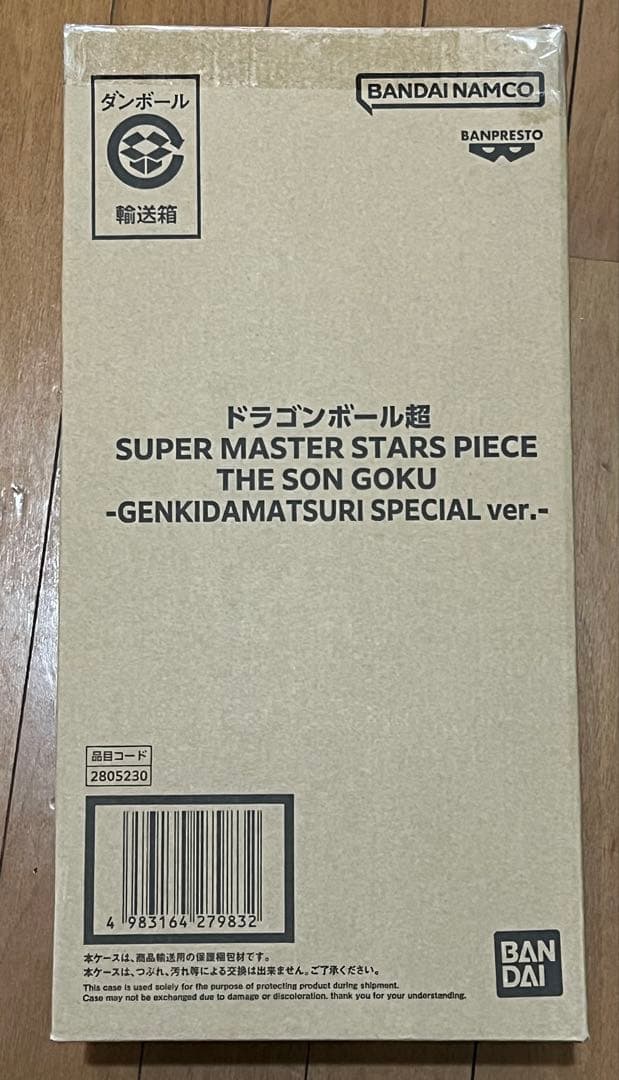 ダンボール
輸送箱
BANDAI NAMCO
BANPRESTO
ドラゴンボール超
SUPER MASTER STARS PIECE
THE SON GOKU
-GENKIDAMATSURI SPECIAL ver.-
品目コード
2805230
4 983164 279832
本ケースは、商品輸送用の保護梱包材です。
本ケースは、つぶれ、汚れ等による交換は出来ません。ご了承ください。
This case is used solely for the purpose of protecting product during shipment.
Case may not be exchanged due to damage or discoloration. thank you for your understanding.
BAN
DAI